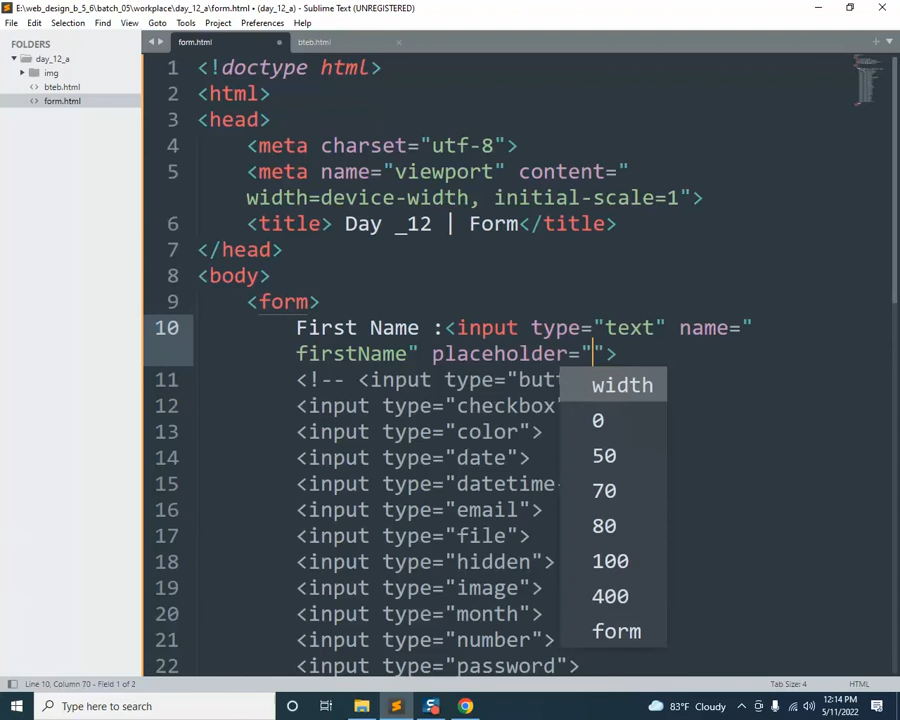 E:\web_design_b_5_6\batch_05\workplace\day_12_a\form.html • (day_12_a) - Sublime Text (UNREGISTERED)
File Edit Selection Find View Goto Tools Project Preferences Help
FOLDERS
day_12_a
img
bteb.html
form.html
form.html
bteb.html
1 <!doctype html>
2 <html>
3 <head>
4 <meta charset="utf-8">
5 <meta name="viewport" content="
width=device-width, initial-scale=1">
6 <title> Day _12 | Form</title>
7 </head>
8 <body>
9 <form>
10 First Name :<input type="text" name="
firstName" placeholder="">
11 <!-- <input type="but
12 <input type="checkbox"
13 <input type="color">
14 <input type="date">
15 <input type="datetime-
16 <input type="email">
17 <input type="file">
18 <input type="hidden">
19 <input type="image">
20 <input type="month">
21 <input type="number">
22 <input type="password">
width
0
50
70
80
100
400
form
Line 10, Column 70 - Field 1 of 2
Tab Size: 4
HTML
Type here to search
83°F Cloudy
12:14 PM
5/11/2022